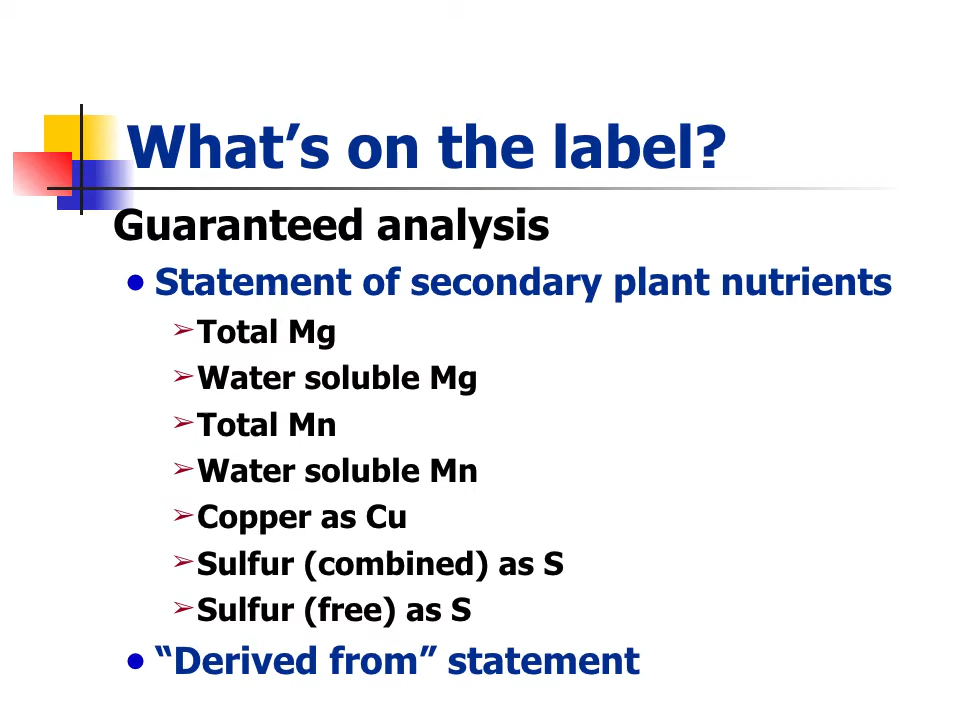 What’s on the label?
Guaranteed analysis
• Statement of secondary plant nutrients
➢Total Mg
➢Water soluble Mg
➢Total Mn
➢Water soluble Mn
➢Copper as Cu
➢Sulfur (combined) as S
➢Sulfur (free) as S
• “Derived from” statement